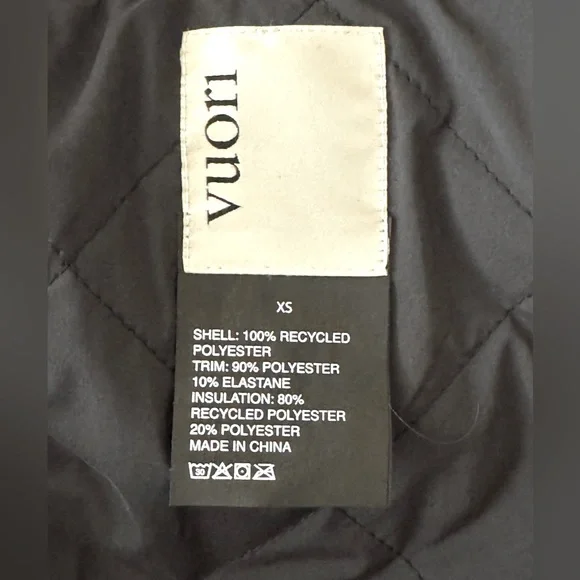 vuori
XS
SHELL: 100% RECYCLED
POLYESTER
TRIM: 90% POLYESTER
10% ELASTANE
INSULATION: 80%
RECYCLED POLYESTER
20% POLYESTER
MADE IN CHINA
30